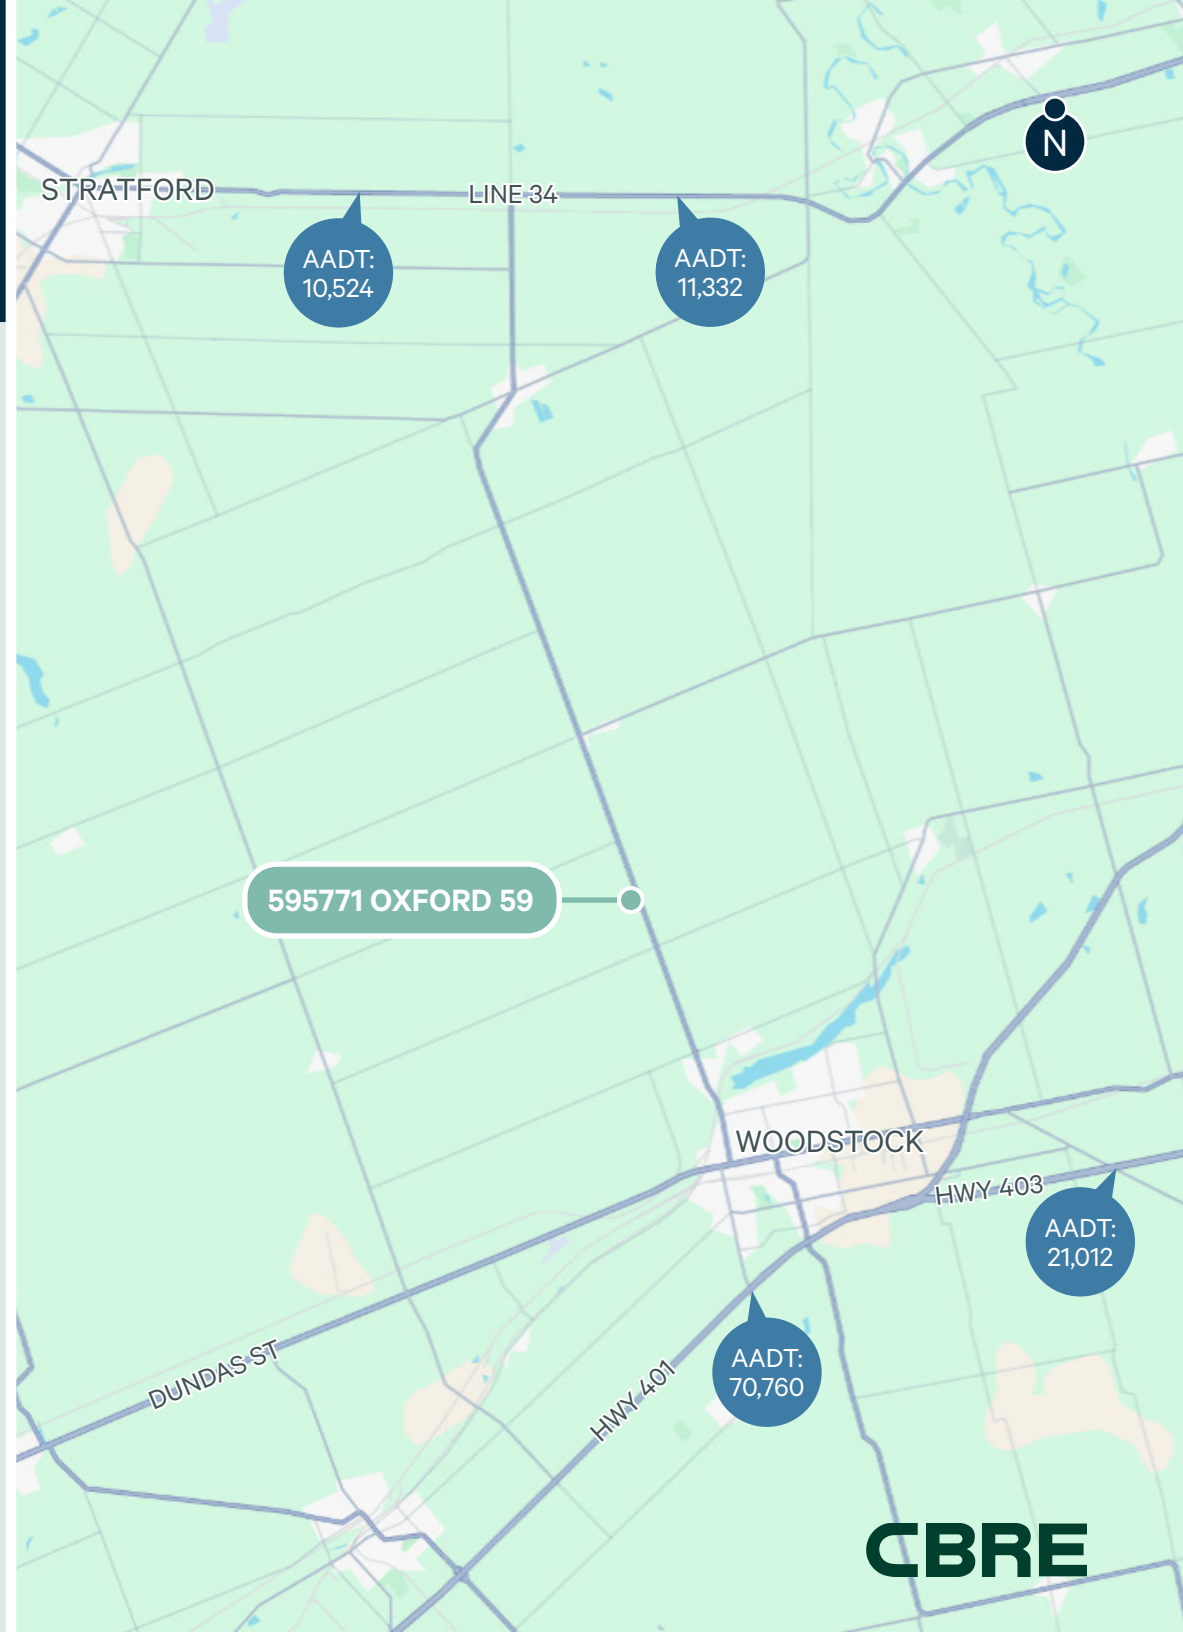 N
STRATFORD
LINE 34
AADT:
10,524
AADT:
11,332
595771 OXFORD 59
WOODSTOCK
HWY 403
AADT:
21,012
DUNDAS ST
HWY 401
AADT:
70,760
CBRE